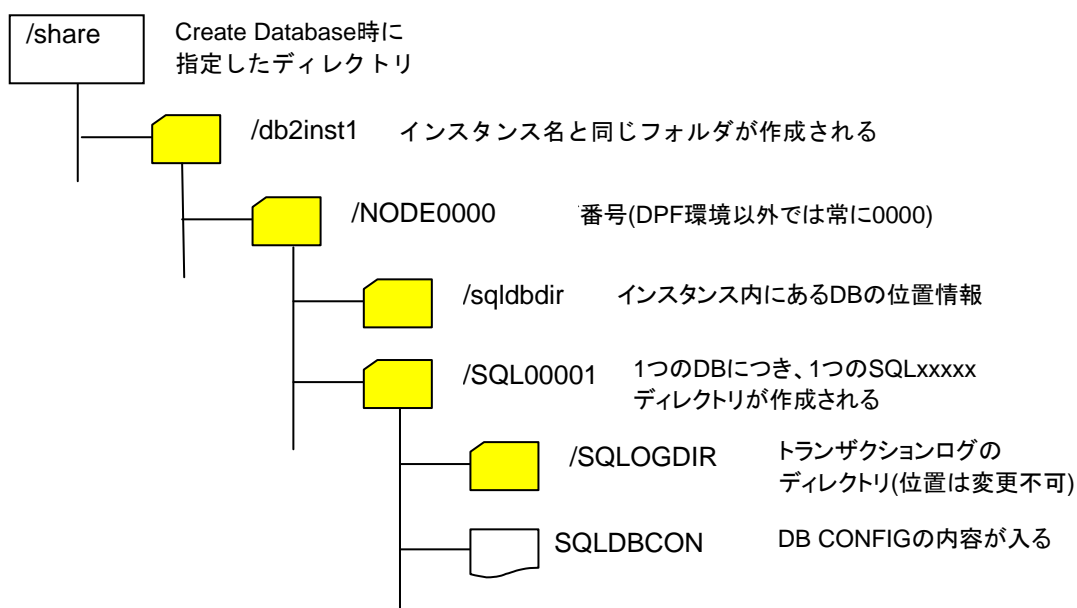 /share
Create Database時に
指定したディレクトリ
/db2inst1
インスタンス名と同じフォルダが作成される
/NODE0000
番号(DPF環境以外では常に0000)
/sqldbdir
インスタンス内にあるDBの位置情報
/SQL00001
1つのDBにつき、1つのSQLxxxxx
ディレクトリが作成される
/SQLOGDIR
トランザクションログの
ディレクトリ(位置は変更不可)
SQLDBCON
DB CONFIGの内容が入る